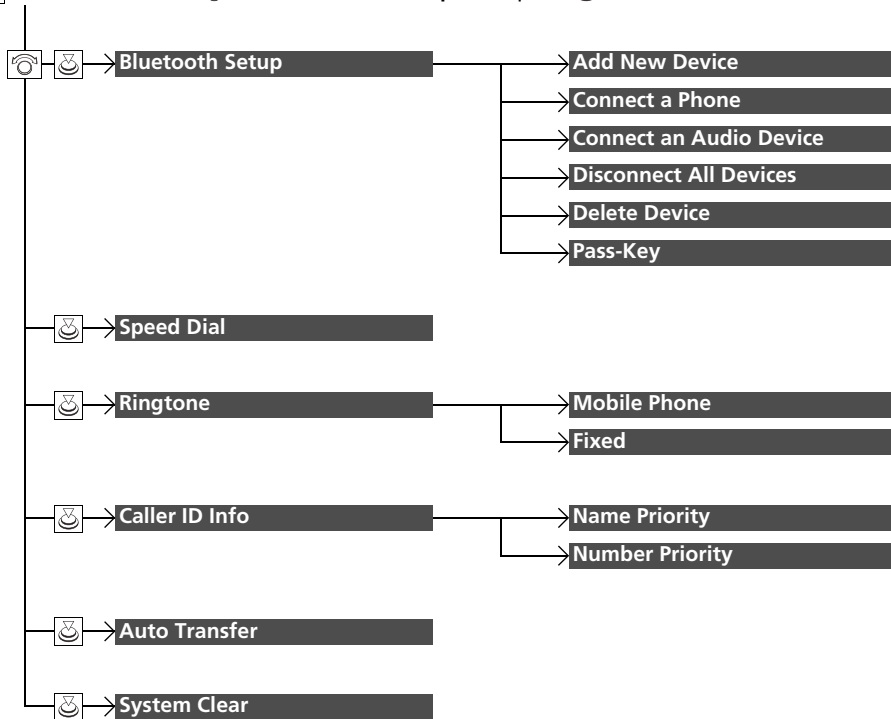 Bluetooth Setup
Add New Device
Connect a Phone
Connect an Audio Device
Disconnect All Devices
Delete Device
Pass-Key
Speed Dial
Ringtone
Mobile Phone
Fixed
Caller ID Info
Name Priority
Number Priority
Auto Transfer
System Clear